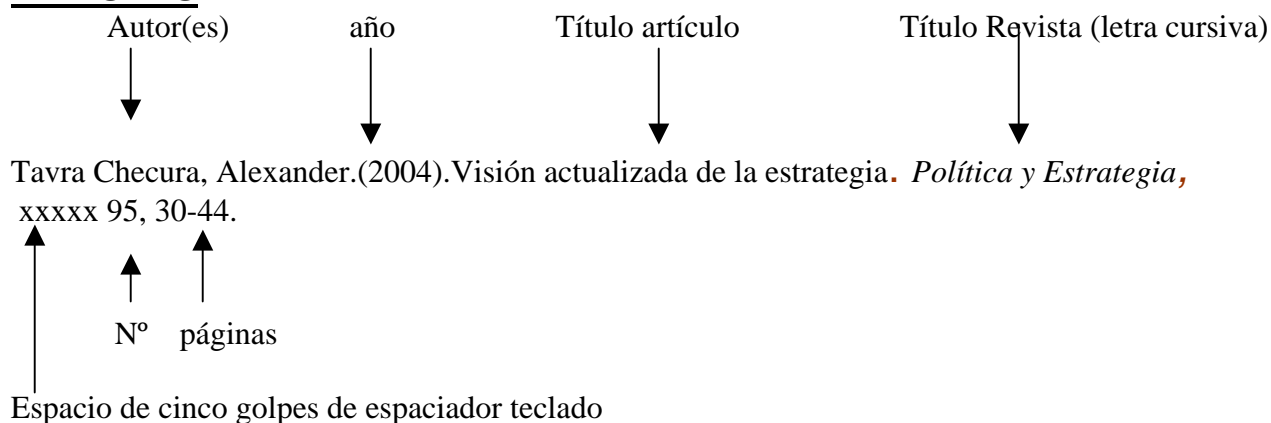 Autor(es) año Título artículo Título Revista (letra cursiva)
Tavra Checura, Alexander.(2004).Visión actualizada de la estrategia. Política y Estrategia,
xxxxx 95, 30-44.
Nº páginas
Espacio de cinco golpes de espaciador teclado